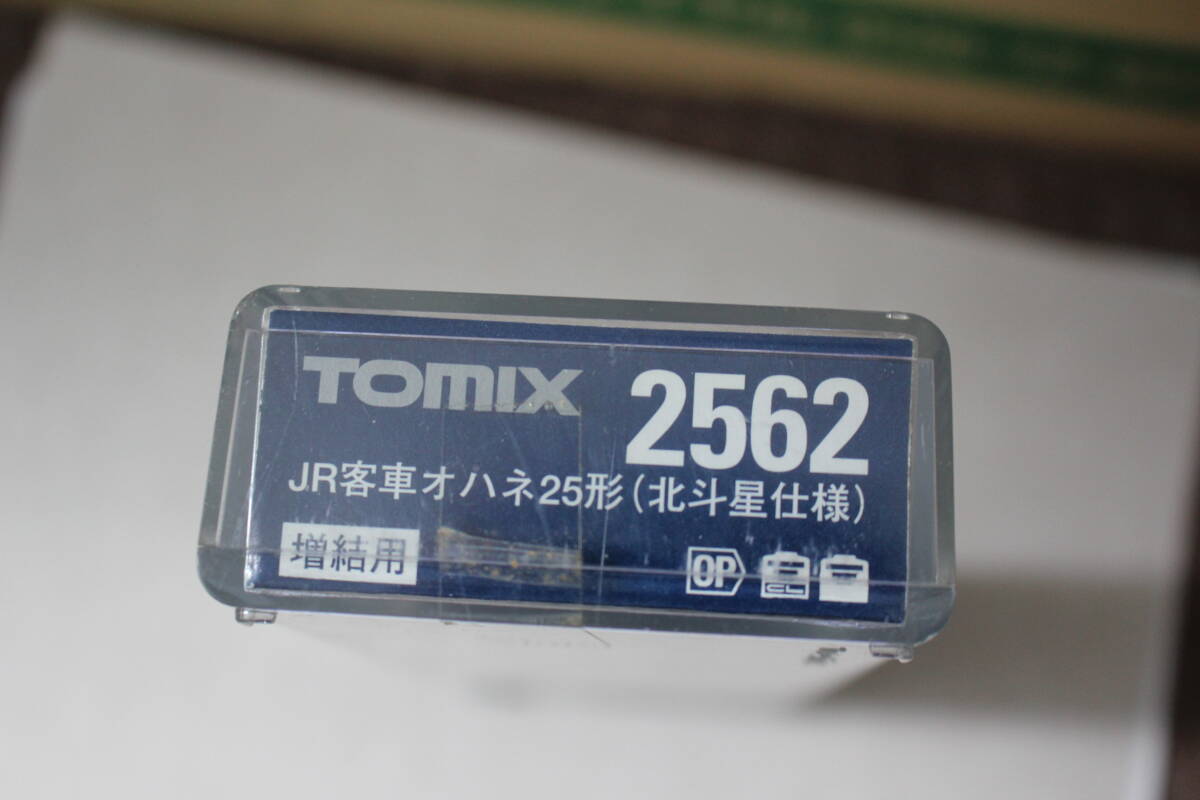 TOMIX 2562
JR客車オハネ25形(北斗星仕様)
増結用 OP CL